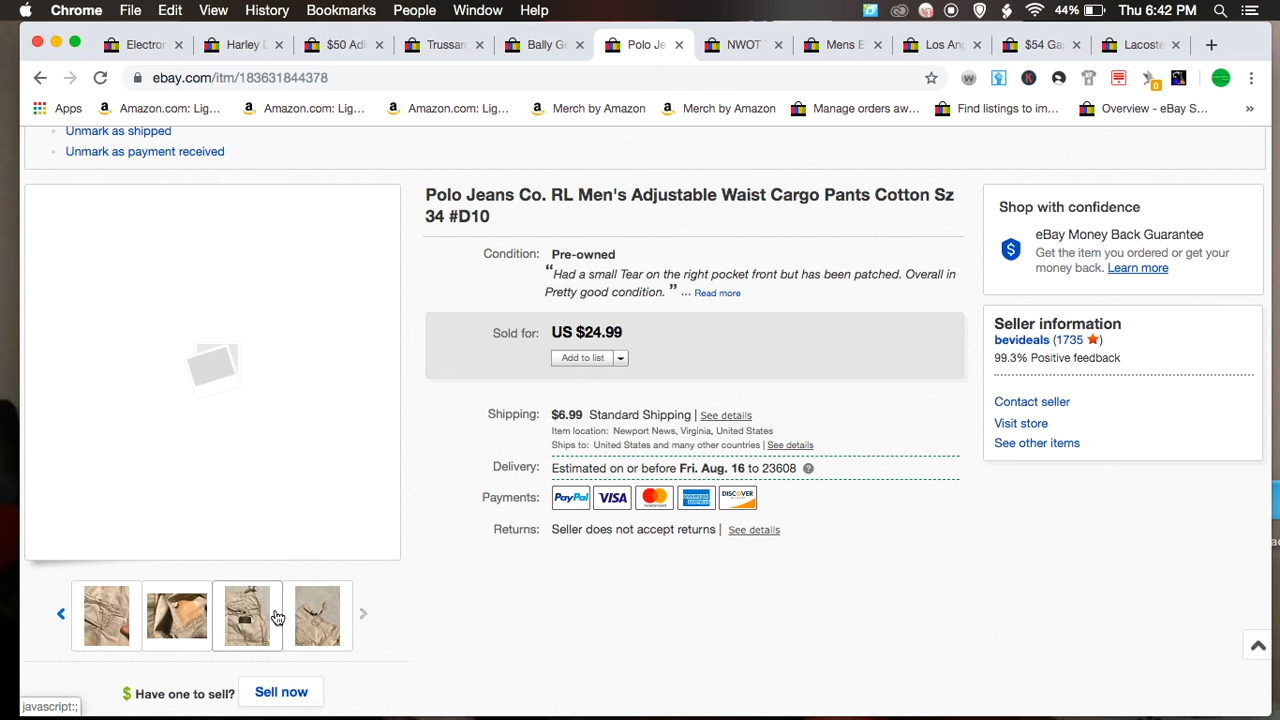 Chrome File Edit View History Bookmarks People Window Help 44% Thu 6:42 PM
Electron Harley D $50 Adi Trussar Bally Go Polo Je NWOT Mens E Los Ang $54 Ga Lacoste
ebay.com/itm/183631844378
Apps Amazon.com: Lig... Amazon.com: Lig... Amazon.com: Lig... Merch by Amazon Merch by Amazon Manage orders aw... Find listings to im... Overview - eBay S... »
Unmark as shipped
Unmark as payment received
Polo Jeans Co. RL Men's Adjustable Waist Cargo Pants Cotton Sz
34 #D10
Condition: Pre-owned
“Had a small Tear on the right pocket front but has been patched. Overall in
Pretty good condition. ” ... Read more
Sold for: US $24.99
Add to list
Shipping: $6.99 Standard Shipping | See details
Item location: Newport News, Virginia, United States
Ships to: United States and many other countries | See details
Delivery: Estimated on or before Fri. Aug. 16 to 23608 ?
Payments: PayPal VISA MasterCard AMERICAN EXPRESS DISCOVER
Returns: Seller does not accept returns | See details
Shop with confidence
eBay Money Back Guarantee
Get the item you ordered or get your
money back. Learn more
Seller information
bevideals (1735 )
99.3% Positive feedback
Contact seller
Visit store
See other items
$ Have one to sell? Sell now
javascript:;